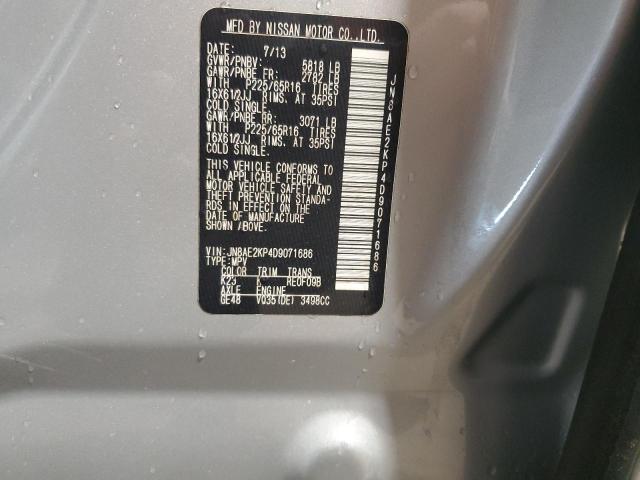 MFD BY NISSAN MOTOR CO.,LTD.
DATE: 7/13
GVWR/PNBV: 5818 LB
GAWR/PNBE FR: 2782 LB
WITH P225/65R16 TIRES
16X61/2JJ RIMS. AT 35PSI
COLD SINGLE.
GAWR/PNBE RR: 3071 LB
WITH P225/65R16 TIRES
16X61/2JJ RIMS. AT 35PSI
COLD SINGLE.
THIS VEHICLE CONFORMS TO
ALL APPLICABLE FEDERAL
MOTOR VEHICLE SAFETY AND
THEFT PREVENTION STANDA-
RDS IN EFFECT ON THE
DATE OF MANUFACTURE
SHOWN ABOVE.
VIN: JN8AE2KP4D9071686
TYPE: MPV
COLOR TRIM TRANS
K23 K RE0F09B
AXLE ENGINE
GE48 VQ35(DE) 3498CC
JN8AE2KP4D9071686